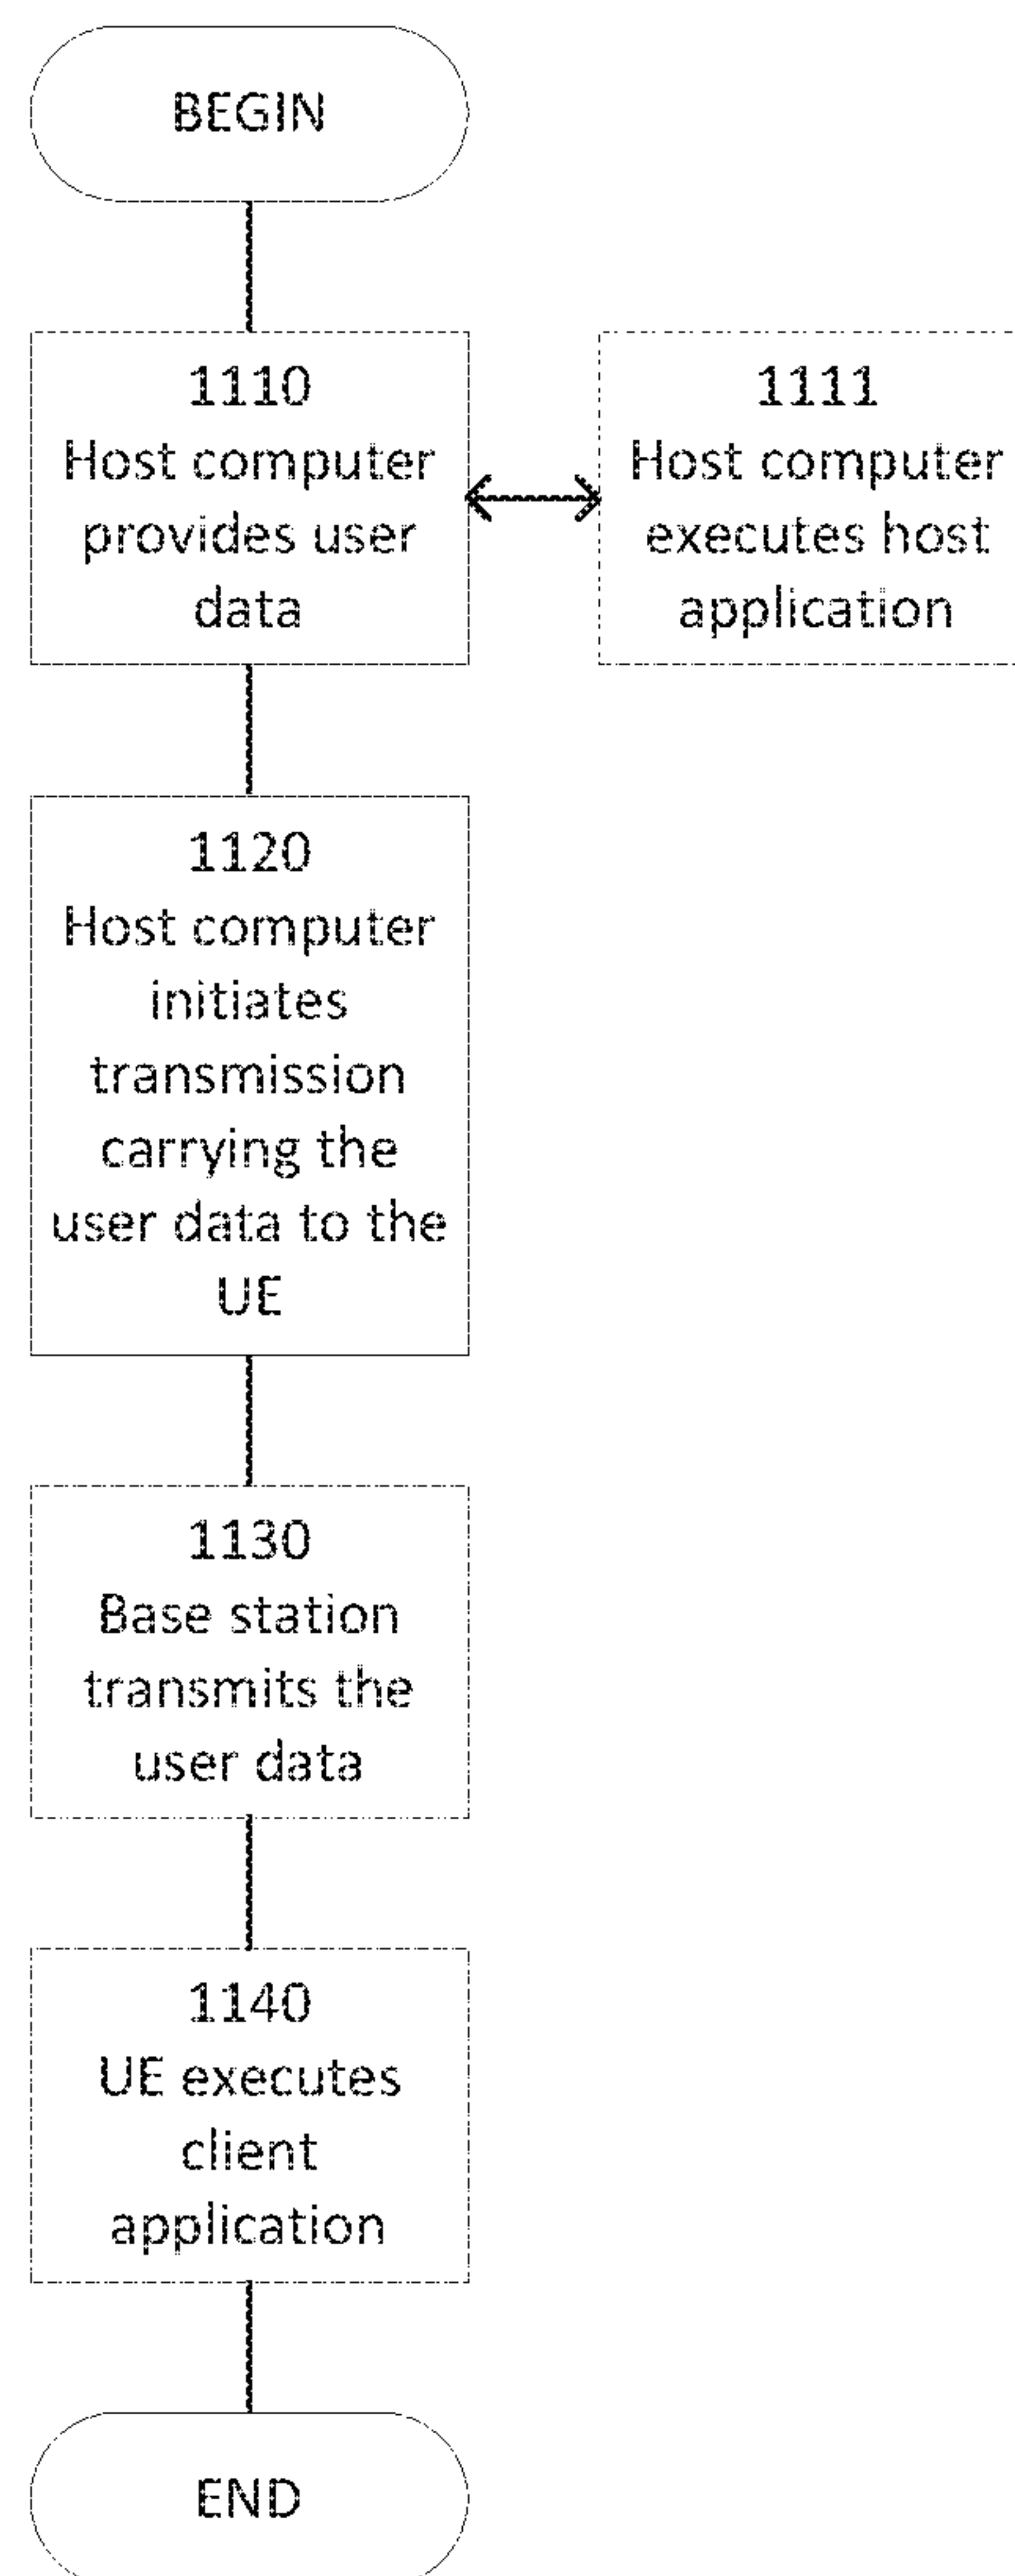 BEGIN
1110
Host computer
provides user
data
1111
Host computer
executes host
application
1120
Host computer
initiates
transmission
carrying the
user data to the
UE
1130
Base station
transmits the
user data
1140
UE executes
client
application
END